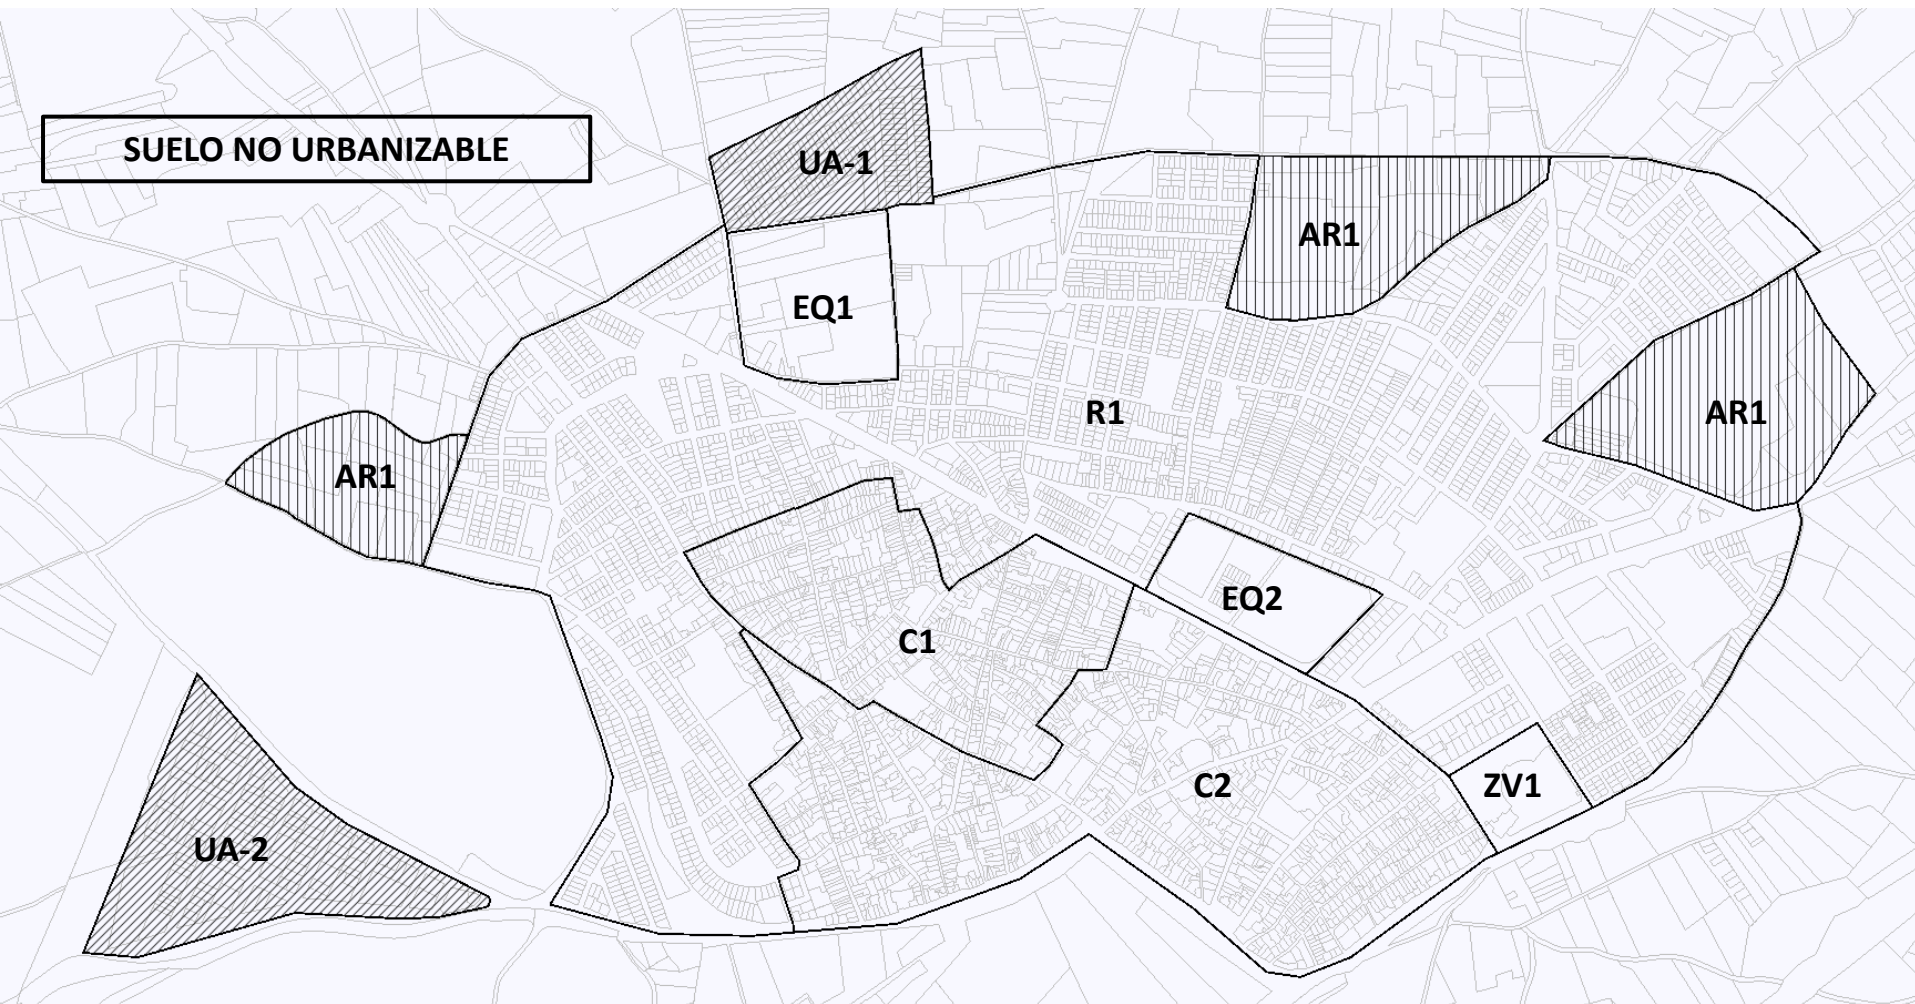 SUELO NO URBANIZABLE
UA-1
AR1
EQ1
R1
AR1
AR1
EQ2
C1
C2
ZV1
UA-2